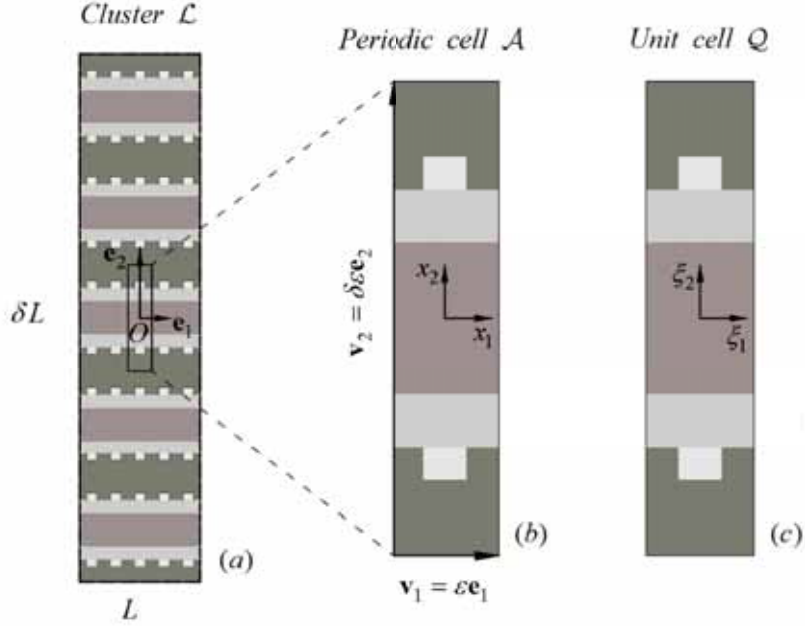 Cluster ℒ
Periodic cell 𝒜
Unit cell 𝒬
e₂
O
e₁
δL
v₂ = δεe₂
x₂
x₁
ξ₂
ξ₁
(a)
(b)
(c)
L
v₁ = εe₁